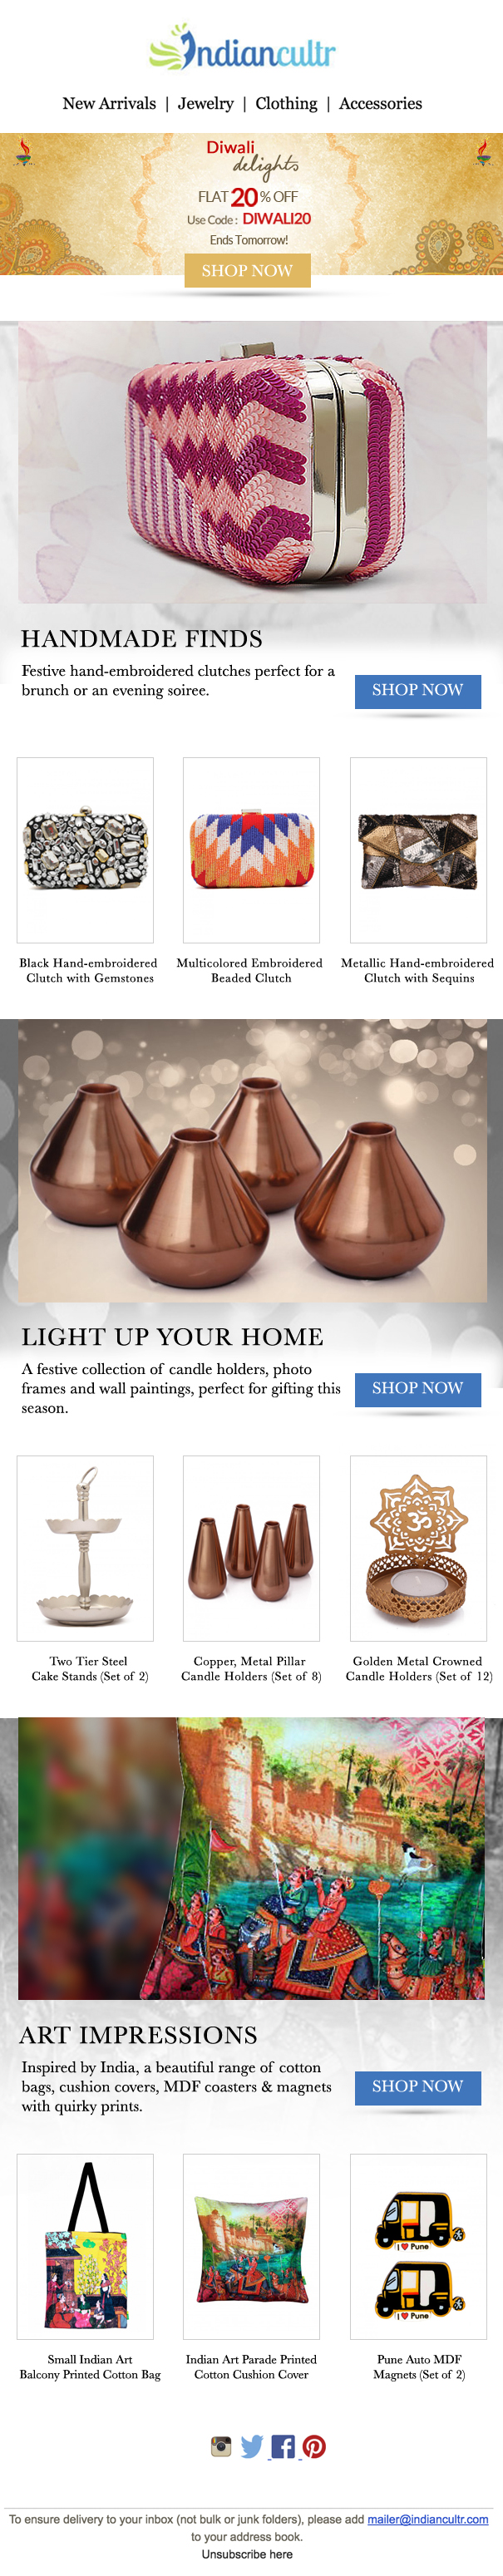 Indiancultr
New Arrivals | Jewelry | Clothing | Accessories
Diwali
delights
FLAT 20 % OFF
Use Code : DIWALI20
Ends Tomorrow!
SHOP NOW
HANDMADE FINDS
Festive hand-embroidered clutches perfect for a
brunch or an evening soiree.
SHOP NOW
Black Hand-embroidered
Clutch with Gemstones
Multicolored Embroidered
Beaded Clutch
Metallic Hand-embroidered
Clutch with Sequins
LIGHT UP YOUR HOME
A festive collection of candle holders, photo
frames and wall paintings, perfect for gifting this
season.
SHOP NOW
ॐ
Two Tier Steel
Cake Stands (Set of 2)
Copper, Metal Pillar
Candle Holders (Set of 8)
Golden Metal Crowned
Candle Holders (Set of 12)
ART IMPRESSIONS
Inspired by India, a beautiful range of cotton
bags, cushion covers, MDF coasters & magnets
with quirky prints.
SHOP NOW
I ❤ Pune
I ❤ Pune
Small Indian Art
Balcony Printed Cotton Bag
Indian Art Parade Printed
Cotton Cushion Cover
Pune Auto MDF
Magnets (Set of 2)
To ensure delivery to your inbox (not bulk or junk folders), please add mailer@indiancultr.com
to your address book.
Unsubscribe here